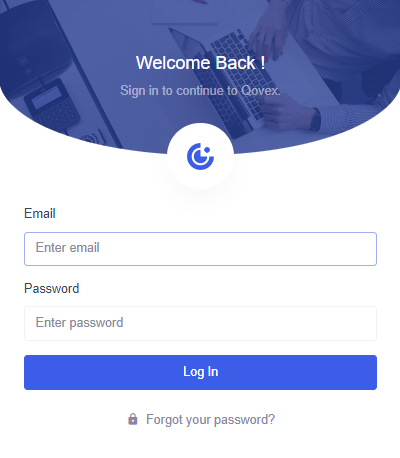 Welcome Back !
Sign in to continue to Qovex.
Email
Enter email
Password
Enter password
Log In
Forgot your password?